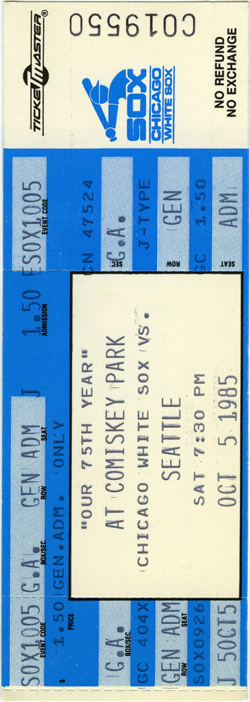 C019550
TICKETMASTER
SOX
CHICAGO
WHITE SOX
NO REFUND
NO EXCHANGE
ESOX1005
EVENT CODE
CN 47524
G.A.
SEC
J-TYPE
GEN
ROW
GC 1.50
ADM
SEAT
1.50
ADMISSION
J
GEN ADM
ROW SEAT
G.A.
SEC/BOX
SOX1005
EVENT CODE
1.50 GEN.ADM. ONLY
$ PRICE
"OUR 75TH YEAR"
AT COMISKEY PARK
CHICAGO WHITE SOX VS.
SEATTLE
SAT 7:30 PM
OCT 5 1985
G.A.
SEC/BOX
GC 404X
GEN ADM
ROW
SOX0926
J 50CT15
SEAT